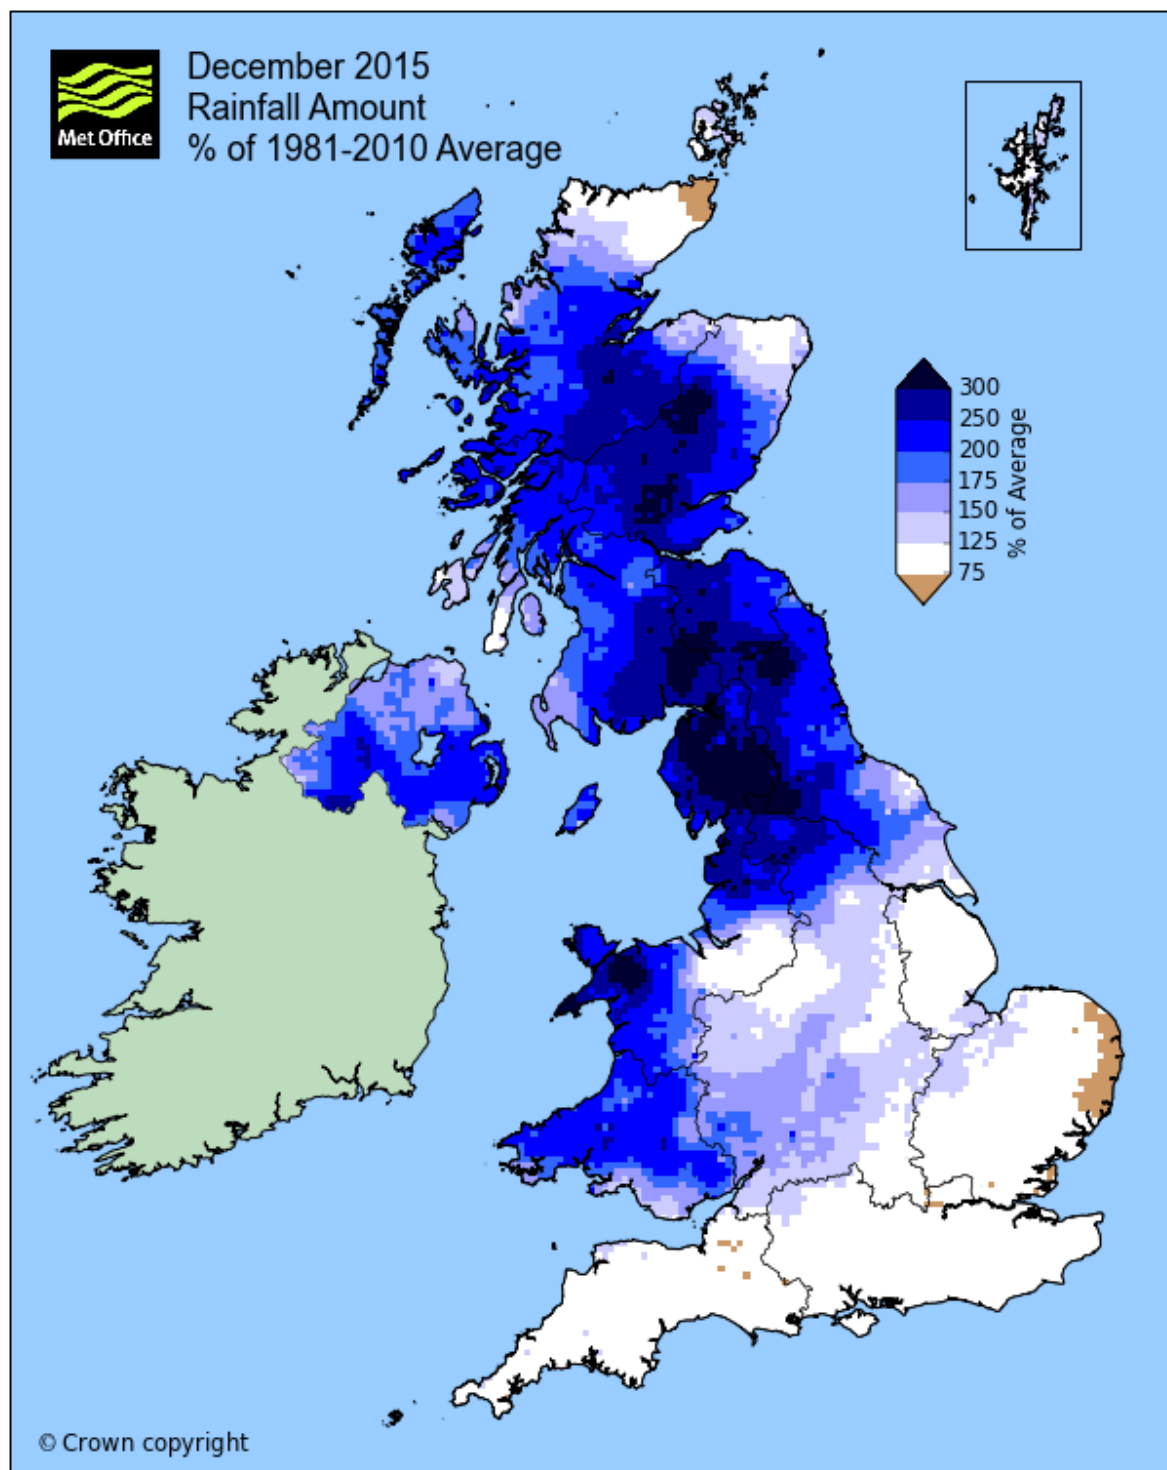 December 2015
Rainfall Amount
% of 1981-2010 Average
Met Office
300
250
200
175
150
125
75
% of Average
© Crown copyright